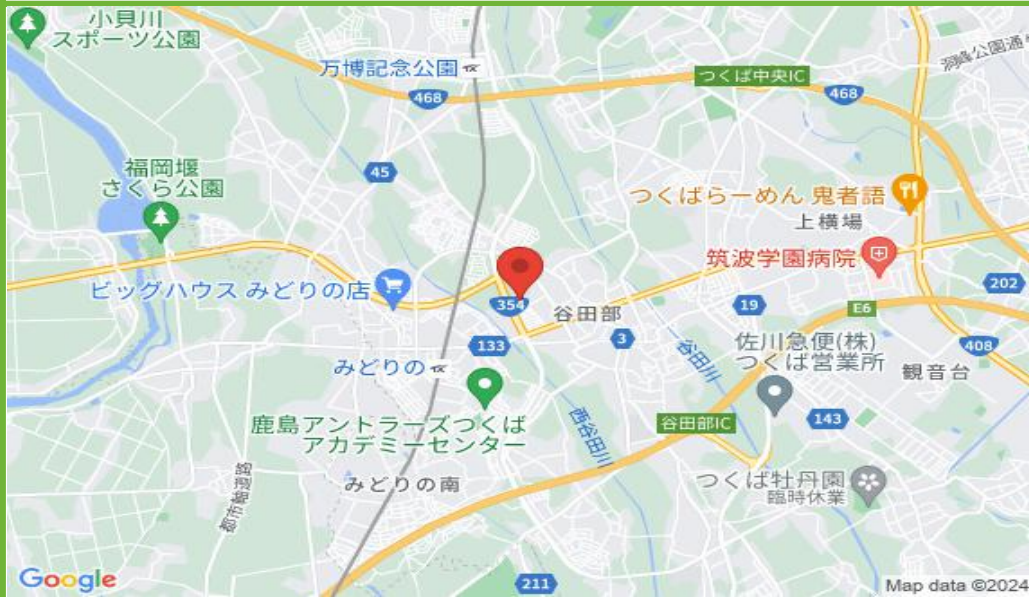 小貝川
スポーツ公園
万博記念公園
468
つくば中央IC
468
洞峰公園通り
45
福岡堰
さくら公園
つくばらーめん 鬼者語
上横場
筑波学園病院
ビッグハウス みどりの店
354
谷田部
19
202
E6
133
3
谷田川
佐川急便(株)
つくば営業所
408
観音台
みどりの
鹿島アントラーズつくば
アカデミーセンター
西谷田川
谷田部IC
143
みどりの南
都市軸道路
つくば牡丹園
臨時休業
211
Google
Map data ©2024